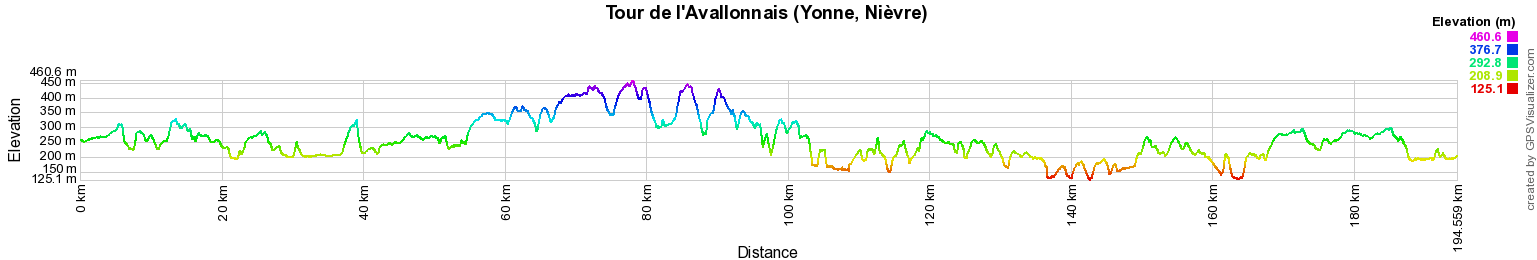 Tour de l'Avallonnais (Yonne, Nièvre)
Elevation (m)
460.6
376.7
292.8
208.9
125.1
460.6 m
450 m
400 m
350 m
300 m
250 m
200 m
150 m
125.1 m
Elevation
0 km
20 km
40 km
60 km
80 km
100 km
120 km
140 km
160 km
180 km
194.559 km
Distance
created by GPSVisualizer.com